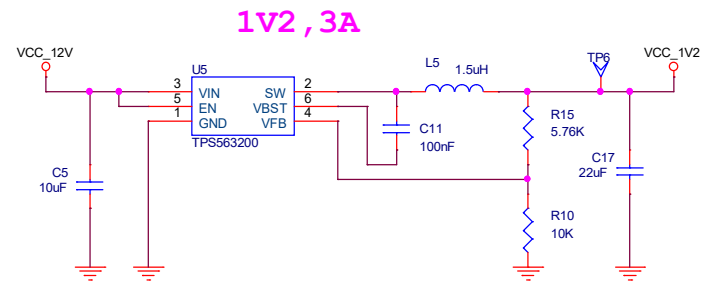 1V2,3A
VCC_12V
U5
L5
1.5uH
TP6
VCC_1V2
3 VIN SW 2
5 EN VBST 6
1 GND VFB 4
TPS563200
C11
100nF
R15
5.76K
C5
10uF
C17
22uF
R10
10K